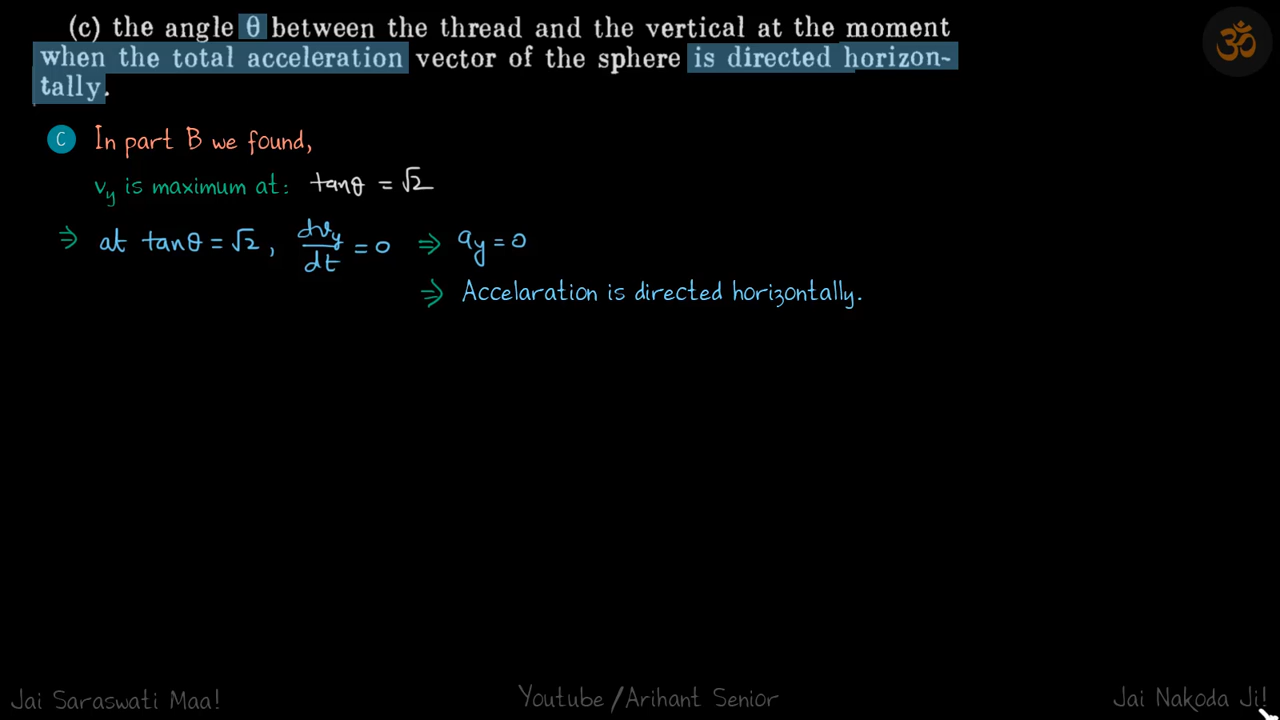 (c) the angle θ between the thread and the vertical at the moment
when the total acceleration vector of the sphere is directed horizon-
tally.
ॐ
C In part B we found,
vy is maximum at: tanθ = √2
⇒ at tanθ = √2, dvy/dt = 0 ⇒ ay = 0
⇒ Accelaration is directed horizontally.
Jai Saraswati Maa! Youtube /Arihant Senior Jai Nakoda Ji!